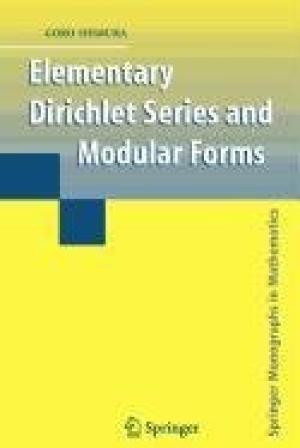 GORO SHIMURA
Elementary
Dirichlet Series and
Modular Forms
Springer Monographs in Mathematics
Springer